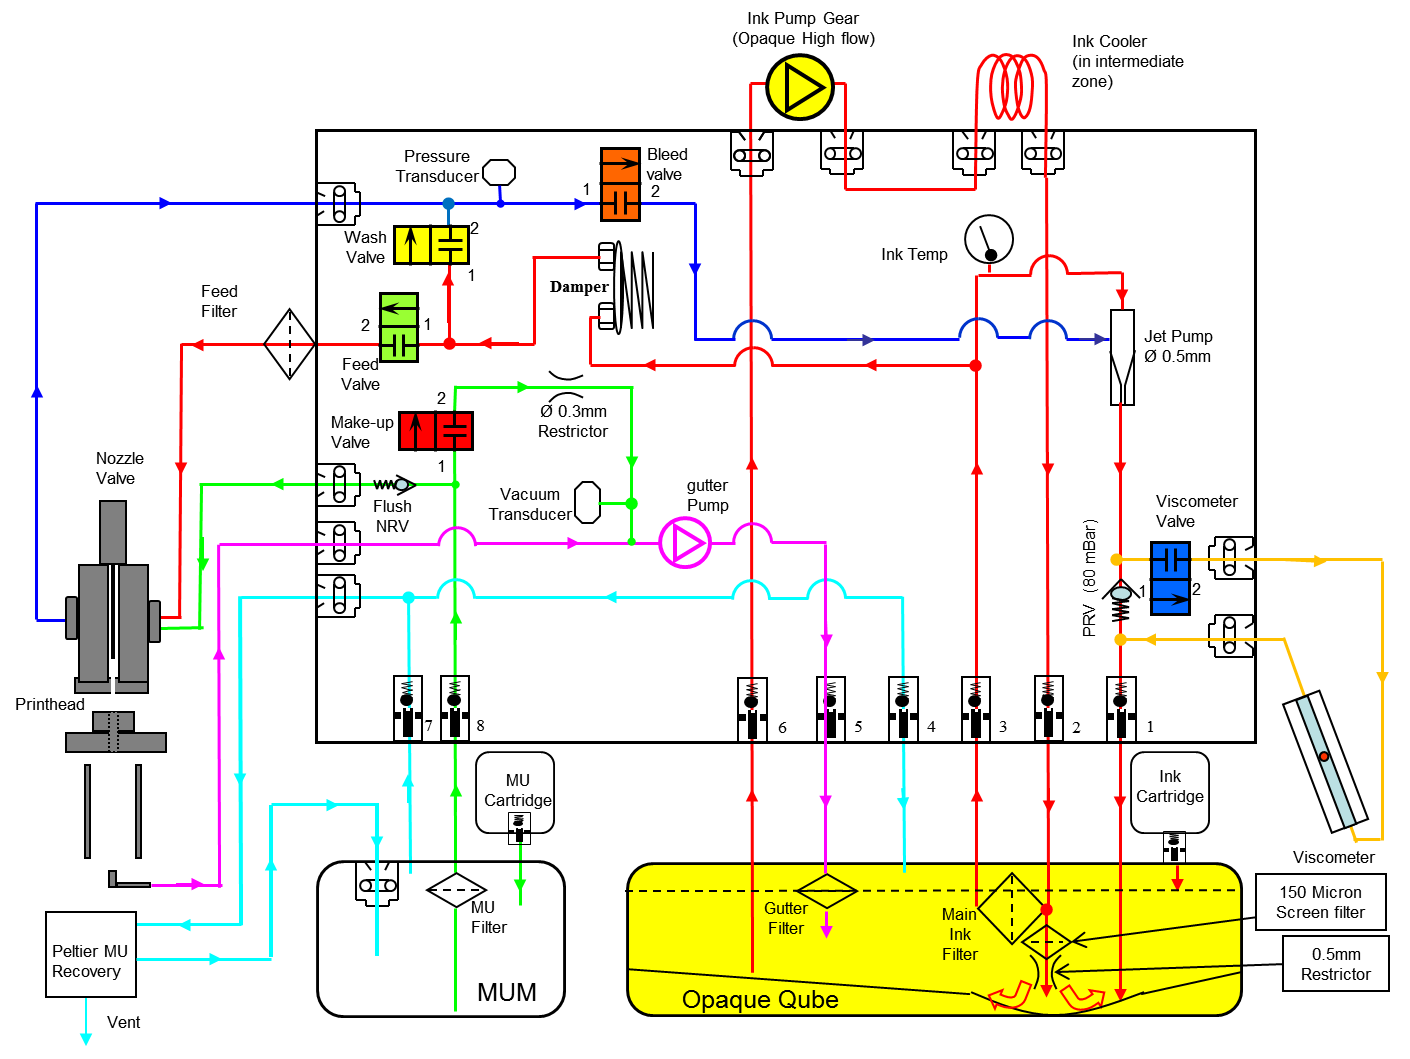 Ink Pump Gear
(Opaque High flow)
Ink Cooler
(in intermediate
zone)
Pressure
Transducer
Bleed
valve
1
2
Wash
Valve
2
1
Ink Temp
Damper
Feed
Filter
2
1
Feed
Valve
Jet Pump
Ø 0.5mm
Ø 0.3mm
Restrictor
2
Make-up
Valve
1
Nozzle
Valve
Flush
NRV
Vacuum
Transducer
gutter
Pump
Viscometer
Valve
PRV (80 mBar)
1
2
Printhead
7
8
6
5
4
3
2
1
MU
Cartridge
Ink
Cartridge
Viscometer
MU
Filter
Gutter
Filter
Main
Ink
Filter
150 Micron
Screen filter
0.5mm
Restrictor
Peltier MU
Recovery
MUM
Opaque Qube
Vent